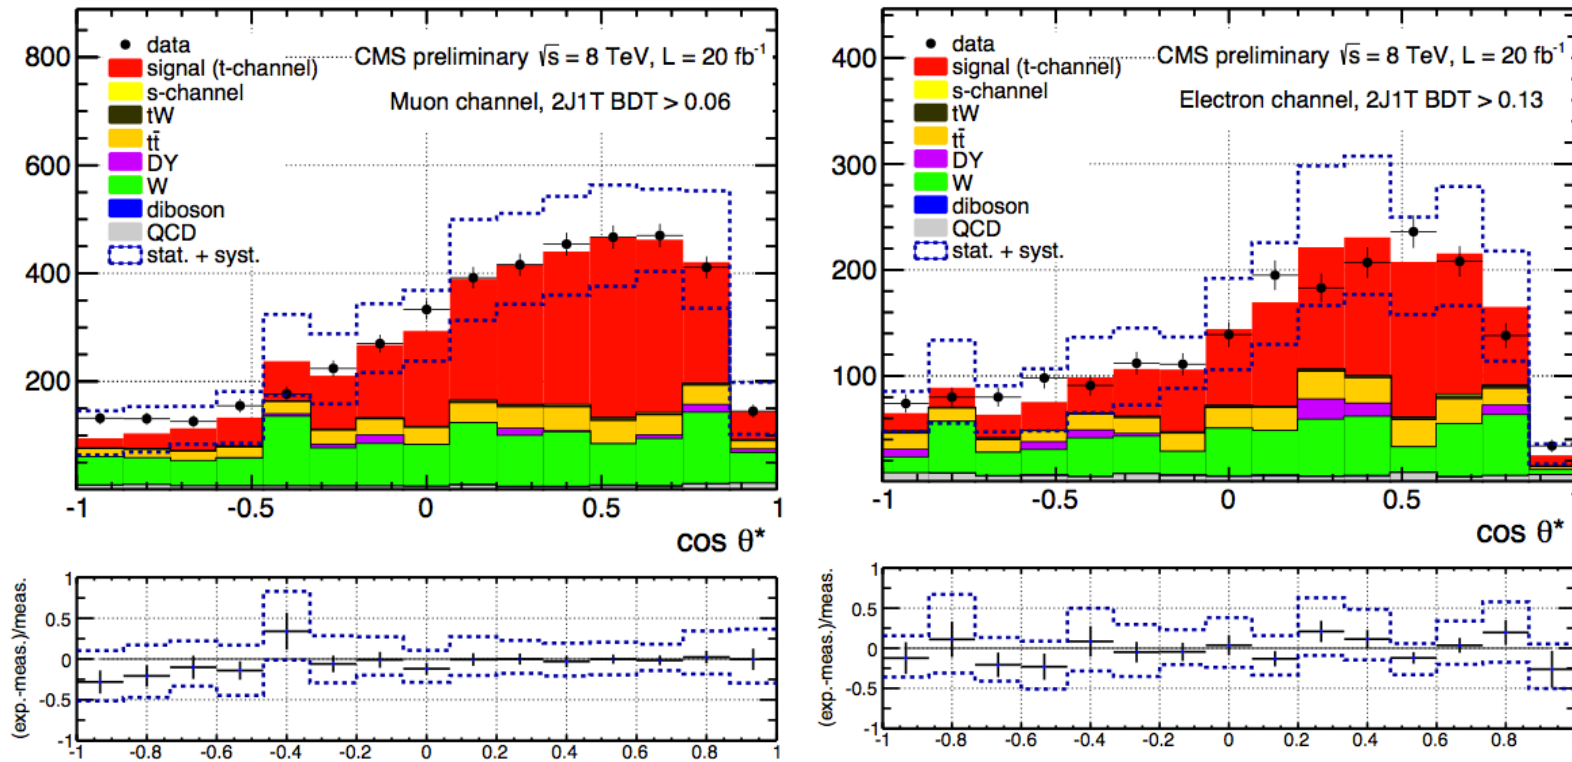 800
600
400
200
data
signal (t-channel)
s-channel
tW
tt̄
DY
W
diboson
QCD
stat. + syst.
CMS preliminary √s = 8 TeV, L = 20 fb⁻¹
Muon channel, 2J1T BDT > 0.06
-1 -0.5 0 0.5 1
cos θ*
(exp.-meas.)/meas.
1
0.5
0
-0.5
-1
-1 -0.8 -0.6 -0.4 -0.2 0 0.2 0.4 0.6 0.8 1
400
300
200
100
data
signal (t-channel)
s-channel
tW
tt̄
DY
W
diboson
QCD
stat. + syst.
CMS preliminary √s = 8 TeV, L = 20 fb⁻¹
Electron channel, 2J1T BDT > 0.13
-1 -0.5 0 0.5 1
cos θ*
(exp.-meas.)/meas.
1
0.5
0
-0.5
-1
-1 -0.8 -0.6 -0.4 -0.2 0 0.2 0.4 0.6 0.8